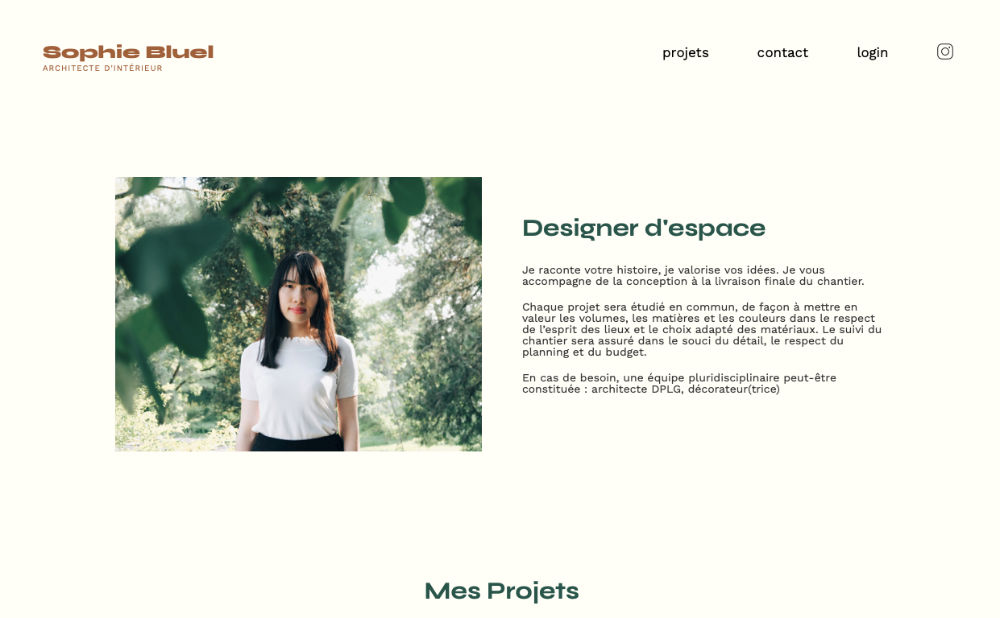 Sophie Bluel
ARCHITECTE D'INTÉRIEUR
projets
contact
login
Designer d'espace
Je raconte votre histoire, je valorise vos idées. Je vous
accompagne de la conception à la livraison finale du chantier.
Chaque projet sera étudié en commun, de façon à mettre en
valeur les volumes, les matières et les couleurs dans le respect
de l’esprit des lieux et le choix adapté des matériaux. Le suivi du
chantier sera assuré dans le souci du détail, le respect du
planning et du budget.
En cas de besoin, une équipe pluridisciplinaire peut-être
constituée : architecte DPLG, décorateur(trice)
Mes Projets